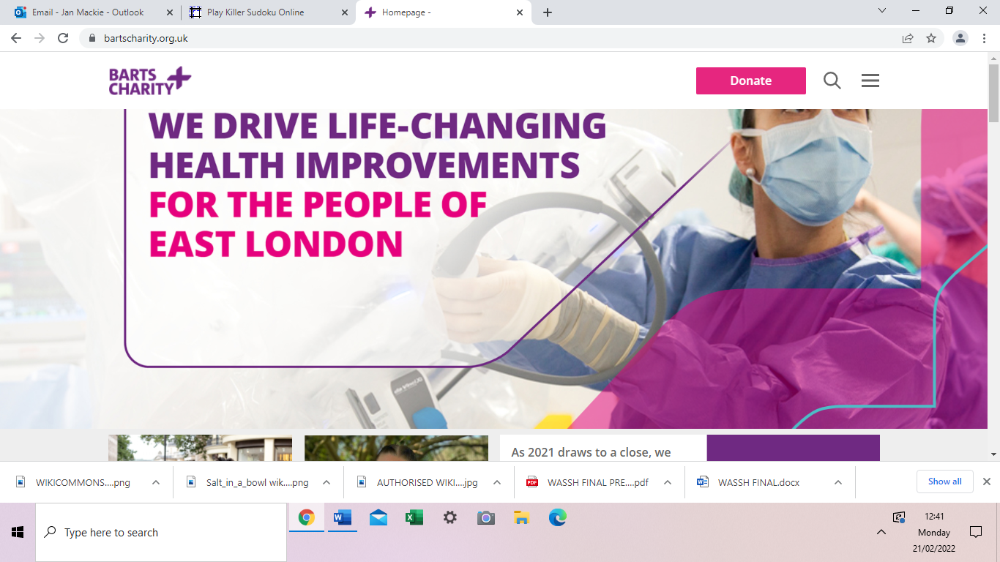 Email - Jan Mackie - Outlook
Play Killer Sudoku Online
Homepage -
bartscharity.org.uk
BARTS
CHARITY
Donate
WE DRIVE LIFE-CHANGING
HEALTH IMPROVEMENTS
FOR THE PEOPLE OF
EAST LONDON
As 2021 draws to a close, we
WIKICOMMONS....png
Salt_in_a_bowl wik....png
AUTHORISED WIKI....jpg
PDF
WASSH FINAL PRE....pdf
WASSH FINAL.docx
Show all
Type here to search
12:41
Monday
21/02/2022